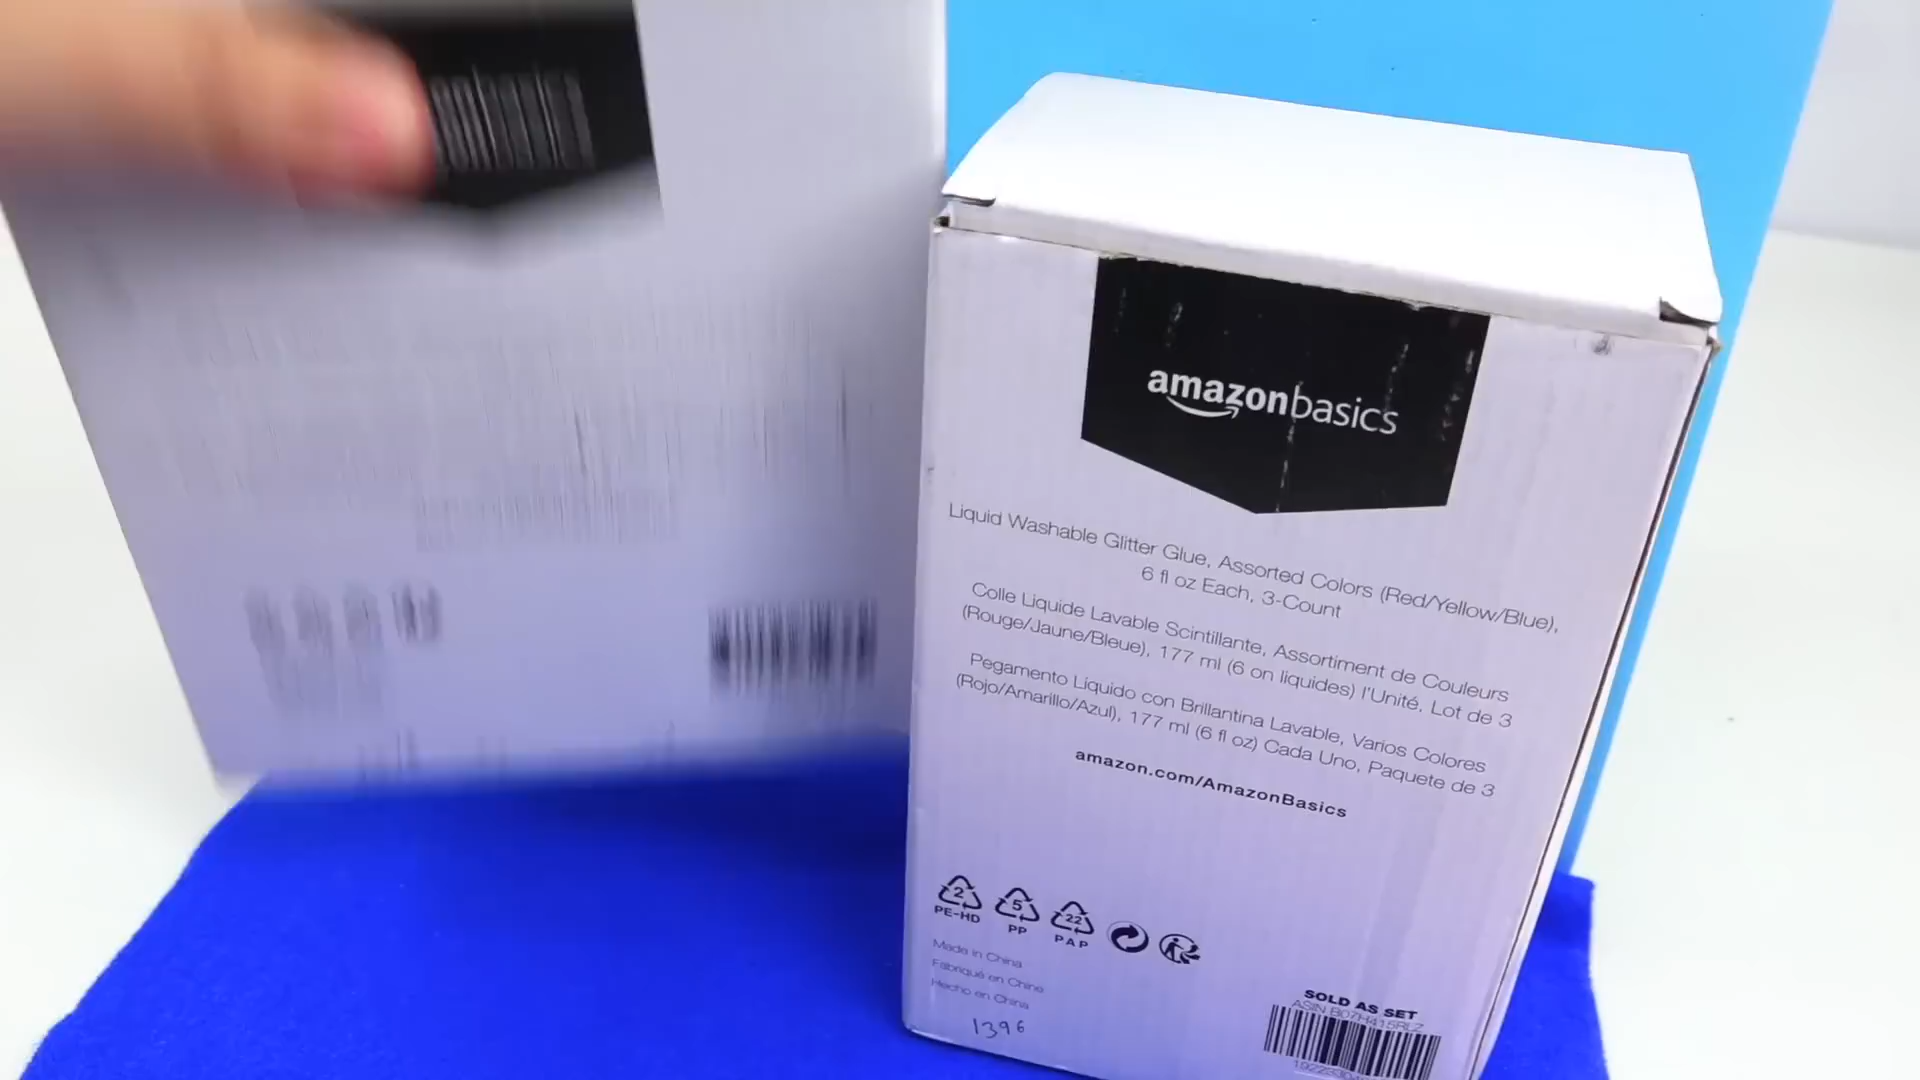 amazonbasics
Liquid Washable Glitter Glue, Assorted Colors (Red/Yellow/Blue),
6 fl oz Each, 3-Count
Colle Liquide Lavable Scintillante, Assortiment de Couleurs
(Rouge/Jaune/Bleue), 177 ml (6 on liquides) l'Unité, Lot de 3
Pegamento Liquido con Brillantina Lavable, Varios Colores
(Rojo/Amarillo/Azul), 177 ml (6 fl oz) Cada Uno, Paquete de 3
amazon.com/AmazonBasics
2 5 22
PE-HD PP PAP
Made in China
Fabriqué en Chine
Hecho en China
1396
SOLD AS SET
ASIN: B07H415RLZ